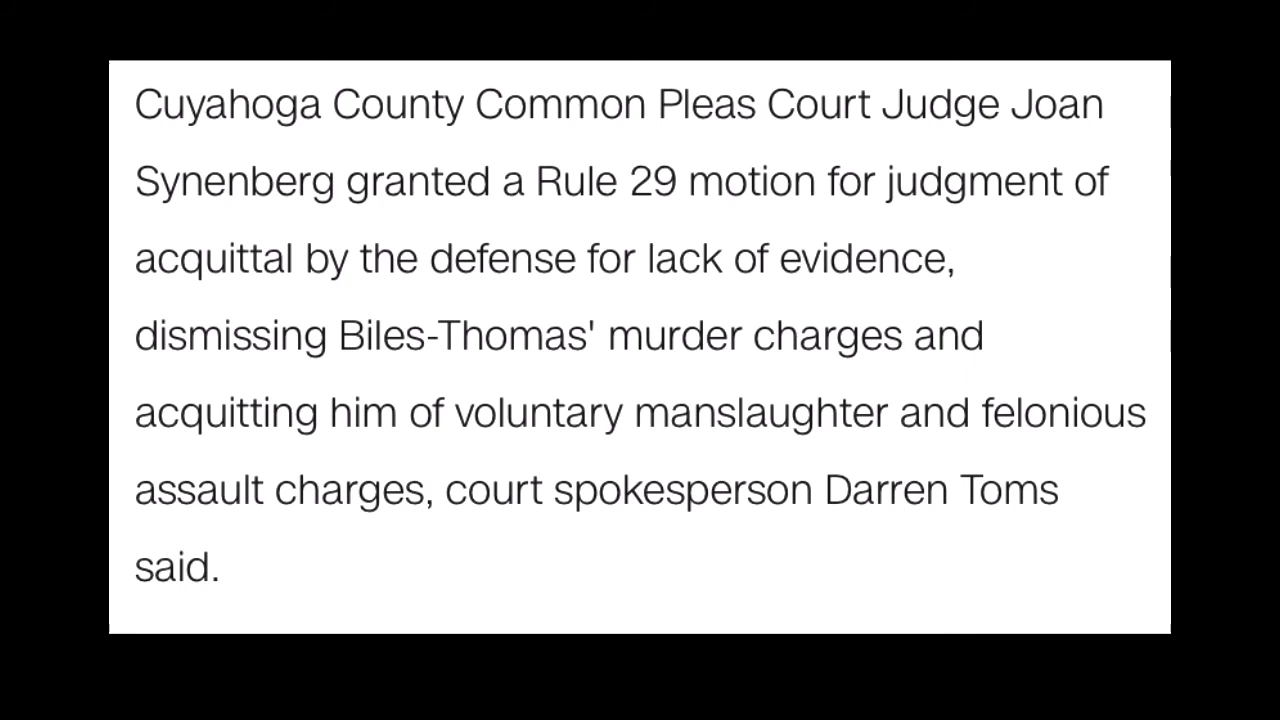 Cuyahoga County Common Pleas Court Judge Joan
Synenberg granted a Rule 29 motion for judgment of
acquittal by the defense for lack of evidence,
dismissing Biles-Thomas' murder charges and
acquitting him of voluntary manslaughter and felonious
assault charges, court spokesperson Darren Toms
said.